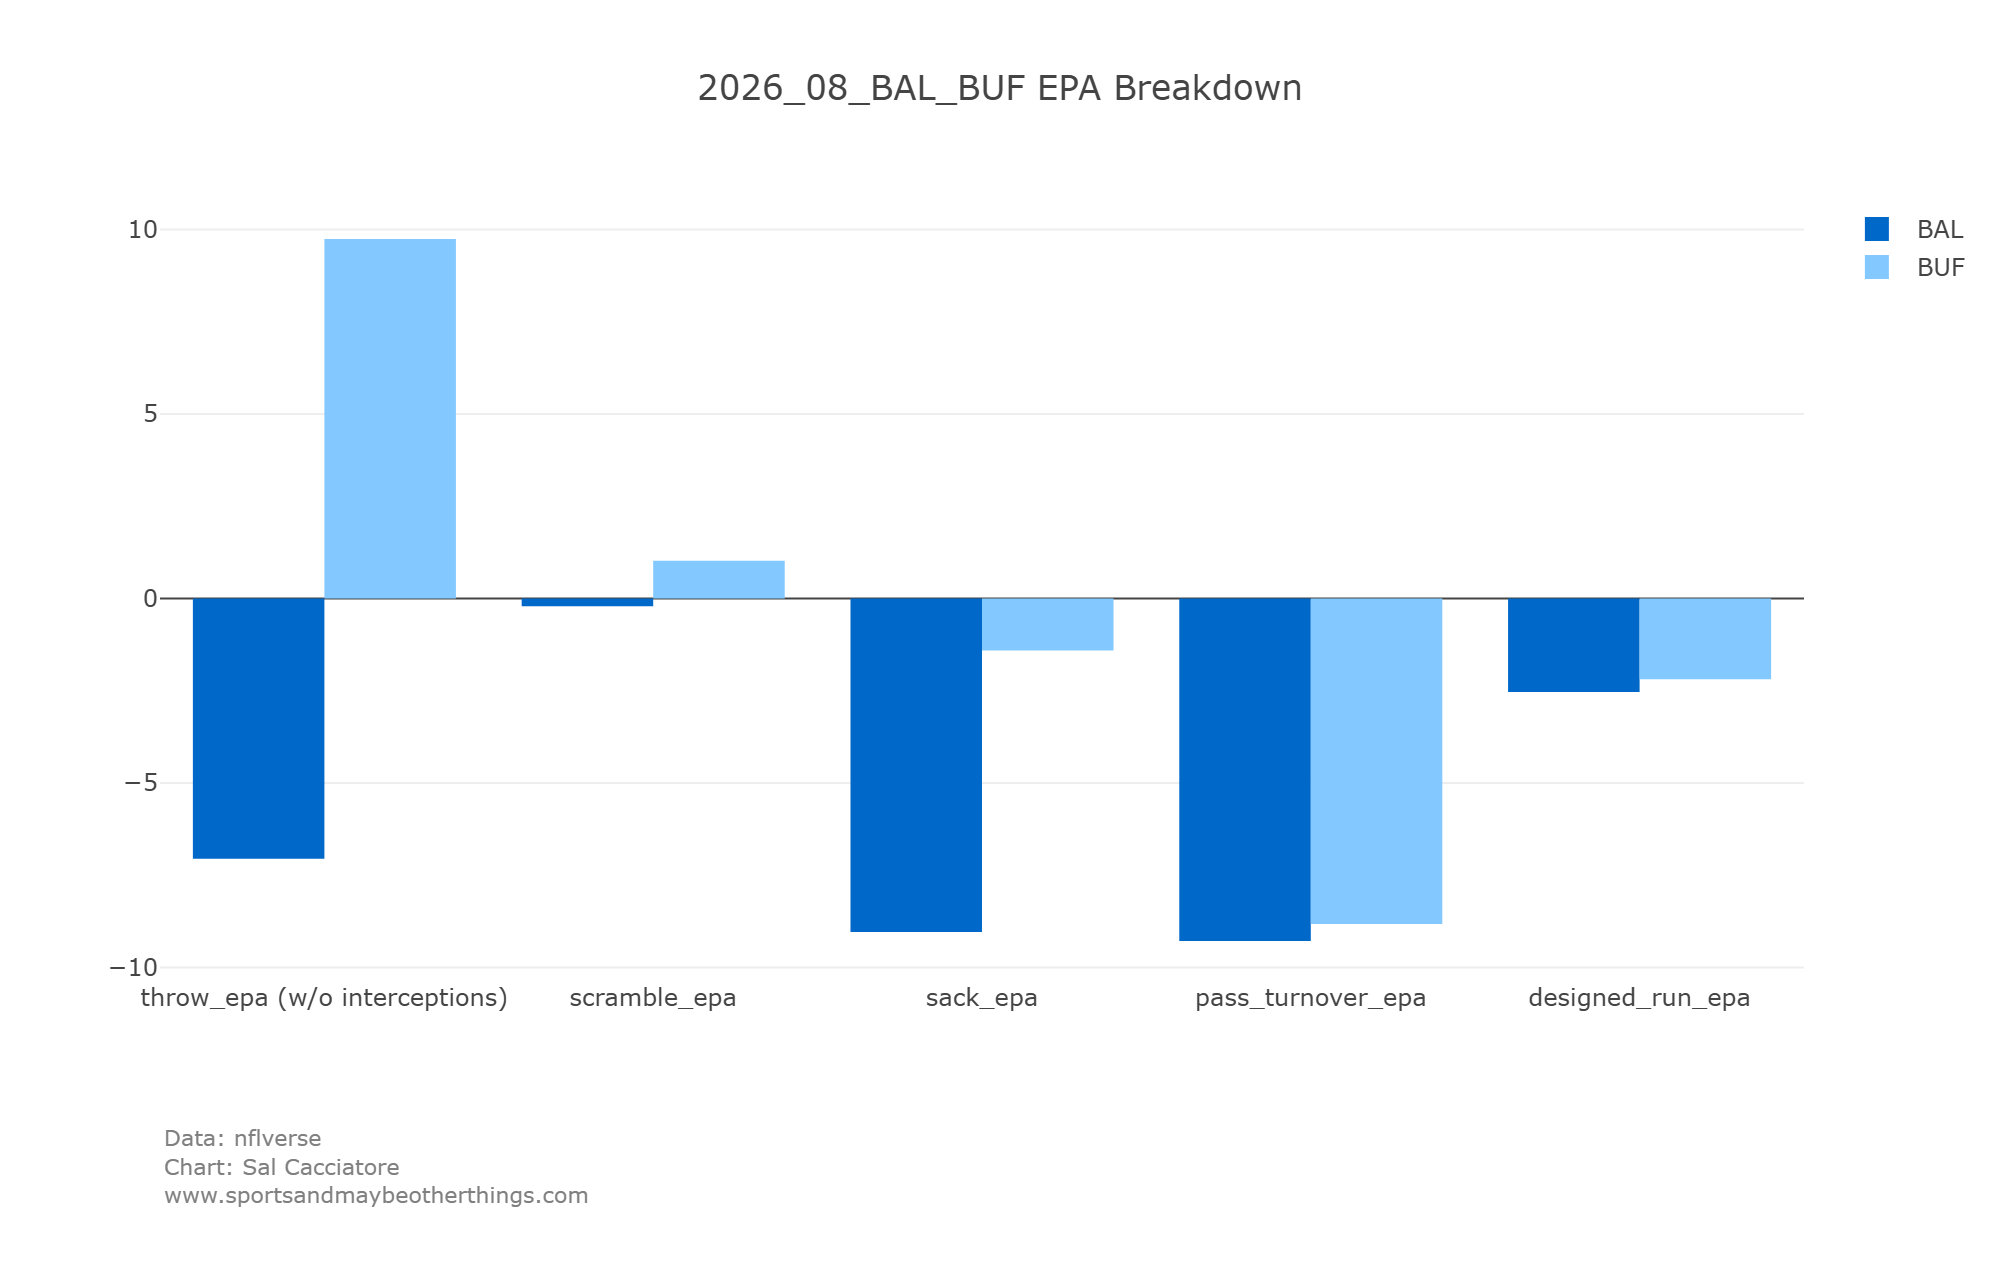 2026_08_BAL_BUF EPA Breakdown
BAL
BUF
10
5
0
−5
−10
throw_epa (w/o interceptions)
scramble_epa
sack_epa
pass_turnover_epa
designed_run_epa
Data: nflverse
Chart: Sal Cacciatore
www.sportsandmaybeotherthings.com